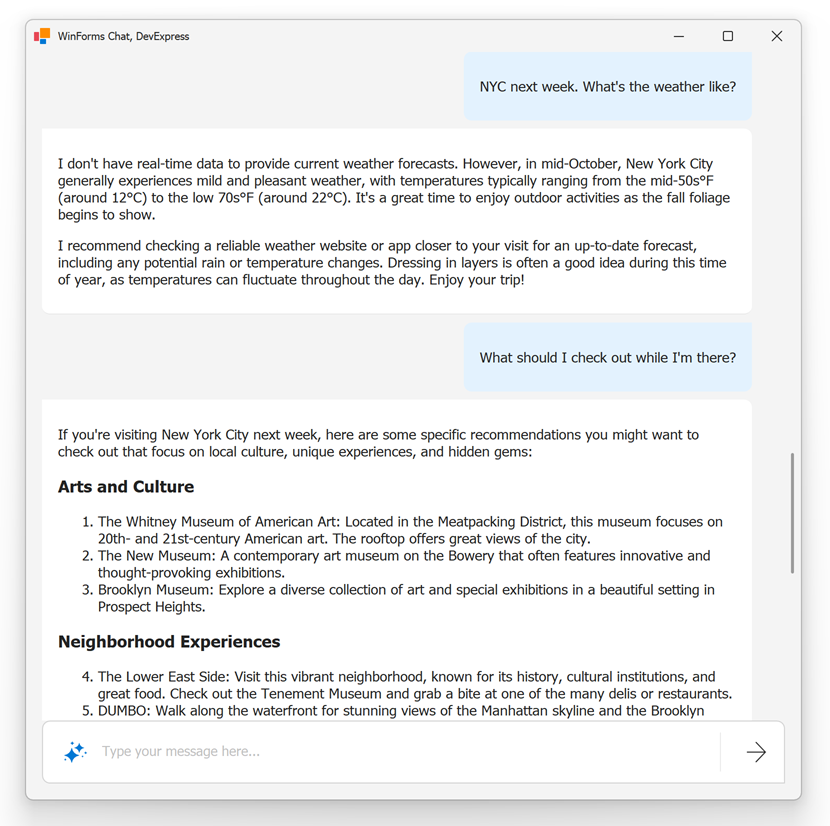 WinForms Chat, DevExpress
NYC next week. What's the weather like?
I don't have real-time data to provide current weather forecasts. However, in mid-October, New York City
generally experiences mild and pleasant weather, with temperatures typically ranging from the mid-50s°F
(around 12°C) to the low 70s°F (around 22°C). It's a great time to enjoy outdoor activities as the fall foliage
begins to show.
I recommend checking a reliable weather website or app closer to your visit for an up-to-date forecast,
including any potential rain or temperature changes. Dressing in layers is often a good idea during this time
of year, as temperatures can fluctuate throughout the day. Enjoy your trip!
What should I check out while I'm there?
If you're visiting New York City next week, here are some specific recommendations you might want to
check out that focus on local culture, unique experiences, and hidden gems:
Arts and Culture
1. The Whitney Museum of American Art: Located in the Meatpacking District, this museum focuses on
20th- and 21st-century American art. The rooftop offers great views of the city.
2. The New Museum: A contemporary art museum on the Bowery that often features innovative and
thought-provoking exhibitions.
3. Brooklyn Museum: Explore a diverse collection of art and special exhibitions in a beautiful setting in
Prospect Heights.
Neighborhood Experiences
4. The Lower East Side: Visit this vibrant neighborhood, known for its history, cultural institutions, and
great food. Check out the Tenement Museum and grab a bite at one of the many delis or restaurants.
5. DUMBO: Walk along the waterfront for stunning views of the Manhattan skyline and the Brooklyn
Type your message here...